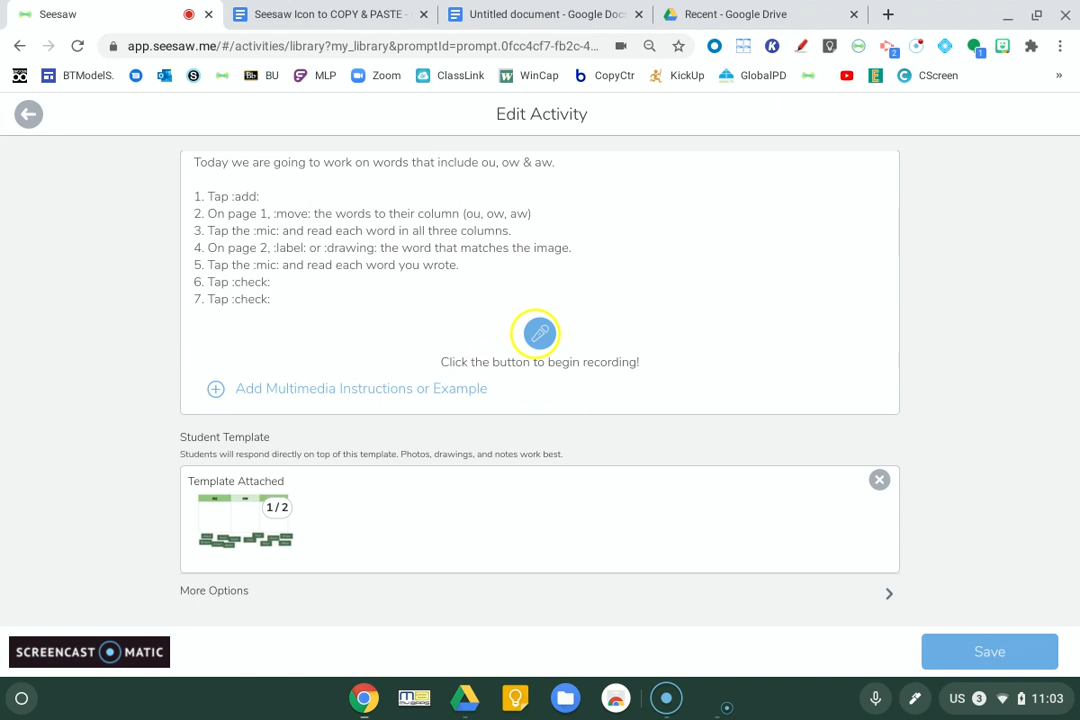 Seesaw
Seesaw Icon to COPY & PASTE -
Untitled document - Google Doc
Recent - Google Drive
app.seesaw.me/#/activities/library?my_library&promptId=prompt.0fcc4cf7-fb2c-4...
2
1
BTModelS.
BU
MLP
Zoom
ClassLink
WinCap
CopyCtr
KickUp
GlobalPD
CScreen
»
Edit Activity
Today we are going to work on words that include ou, ow & aw.
1. Tap :add:
2. On page 1, :move: the words to their column (ou, ow, aw)
3. Tap the :mic: and read each word in all three columns.
4. On page 2, :label: or :drawing: the word that matches the image.
5. Tap the :mic: and read each word you wrote.
6. Tap :check:
7. Tap :check:
Click the button to begin recording!
Add Multimedia Instructions or Example
Student Template
Students will respond directly on top of this template. Photos, drawings, and notes work best.
Template Attached
1 / 2
More Options
SCREENCAST MATIC
Save
US 3 11:03